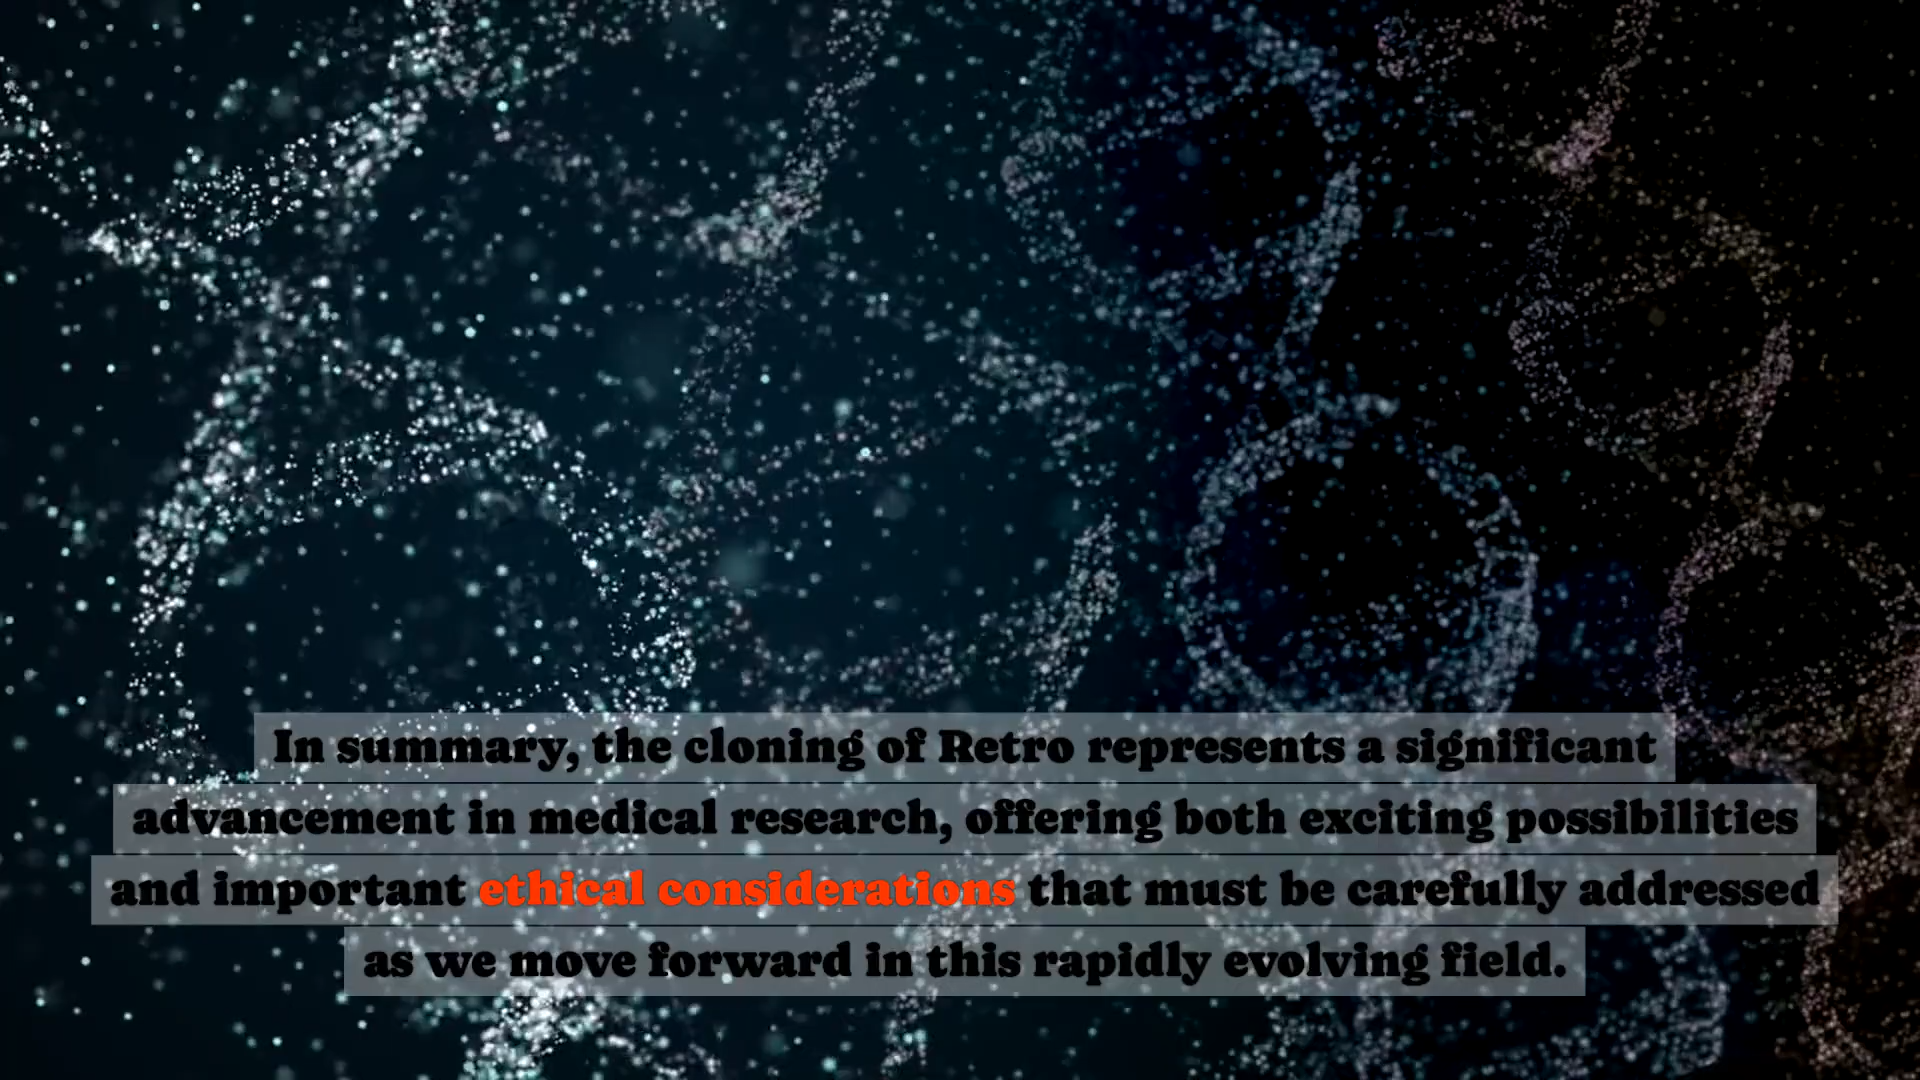 In summary, the cloning of Retro represents a significant
advancement in medical research, offering both exciting possibilities
and important ethical considerations that must be carefully addressed
as we move forward in this rapidly evolving field.